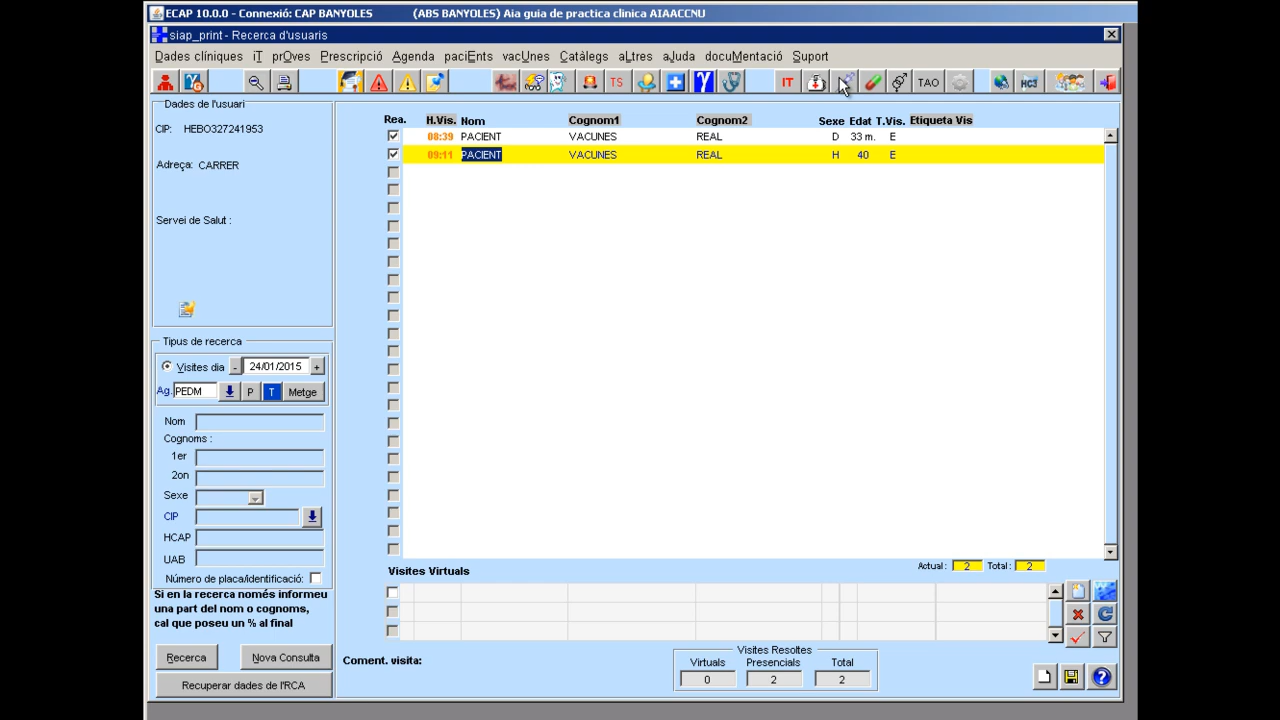 ECAP 10.0.0 - Connexió: CAP BANYOLES (ABS BANYOLES) Aia guia de practica clinica AIAACCNU
siap_print - Recerca d'usuaris
Dades clíniques iT prOves Prescripció Agenda paciEnts vacUnes Catàlegs aLtres aJuda docuMentació Suport
TS IT TAO HC3
Dades de l'usuari
CIP: HEBO327241953
Adreça: CARRER
Servei de Salut :
Rea. H.Vis. Nom Cognom1 Cognom2 Sexe Edat T.Vis. Etiqueta Vis
08:39 PACIENT VACUNES REAL D 33 m. E
09:11 PACIENT VACUNES REAL H 40 E
Tipus de recerca
Visites dia - 24/01/2015 +
Ag. PEDM P T Metge
Nom
Cognoms :
1er
2on
Sexe
CIP
HCAP
UAB
Número de placa/identificació:
Si en la recerca només informeu
una part del nom o cognoms,
cal que poseu un % al final
Recerca Nova Consulta
Recuperar dades de l'RCA
Actual : 2 Total : 2
Visites Virtuals
Coment. visita:
Visites Resoltes
Virtuals Presencials Total
0 2 2